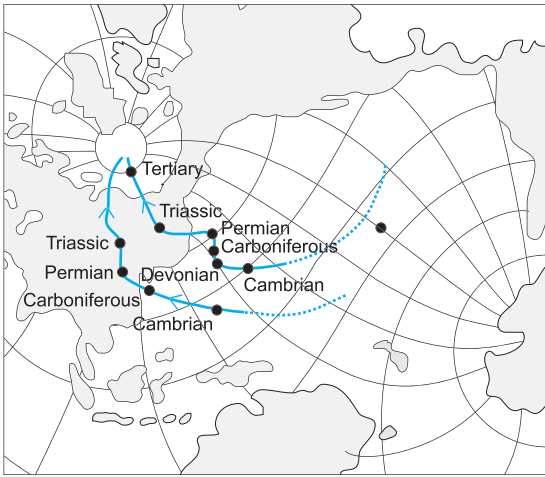 Tertiary
Triassic
Permian
Triassic
Carboniferous
Permian
Devonian
Cambrian
Carboniferous
Cambrian